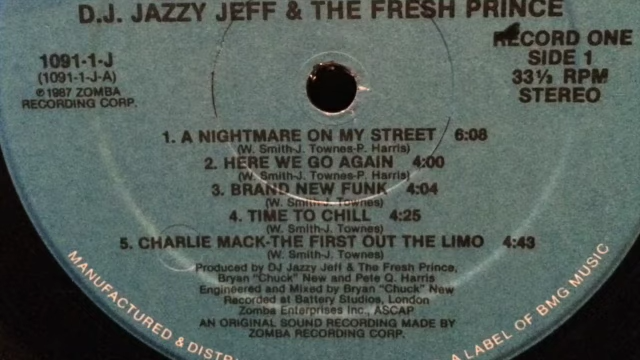 D.J. JAZZY JEFF & THE FRESH PRINCE
1091-1-J
(1091-1-J-A)
℗1987 ZOMBA
RECORDING CORP.
RECORD ONE
SIDE 1
33⅓ RPM
STEREO
1. A NIGHTMARE ON MY STREET 6:08
(W. Smith-J. Townes-P. Harris)
2. HERE WE GO AGAIN 4:00
(W. Smith-J. Townes-P. Harris)
3. BRAND NEW FUNK 4:04
(W. Smith-J. Townes)
4. TIME TO CHILL 4:25
(W. Smith-J. Townes)
5. CHARLIE MACK-THE FIRST OUT THE LIMO 4:43
(W. Smith-J. Townes)
Produced by DJ Jazzy Jeff & The Fresh Prince,
Bryan "Chuck" New and Pete Q. Harris
Engineered and Mixed by Bryan "Chuck" New
Recorded at Battery Studios, London
Zomba Enterprises Inc., ASCAP
AN ORIGINAL SOUND RECORDING MADE BY
ZOMBA RECORDING CORP.
MANUFACTURED &
A LABEL OF BMG MUSIC